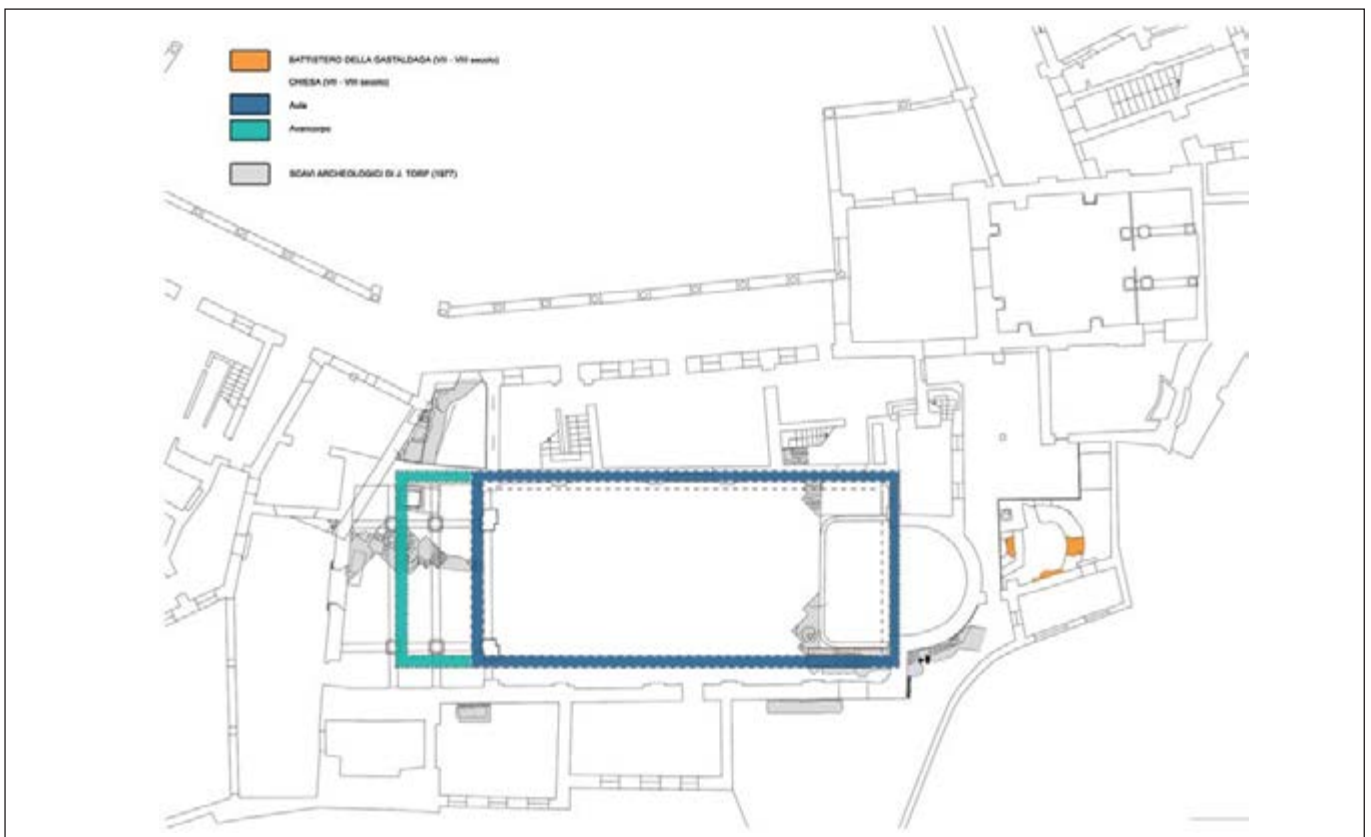 BATTISTERO DELLA GASTALDAGA (VII - VIII secolo)
CHIESA (VII - VIII secolo)
Aula
Avancorpo
SCAVI ARCHEOLOGICI DI J. TORP (1977)